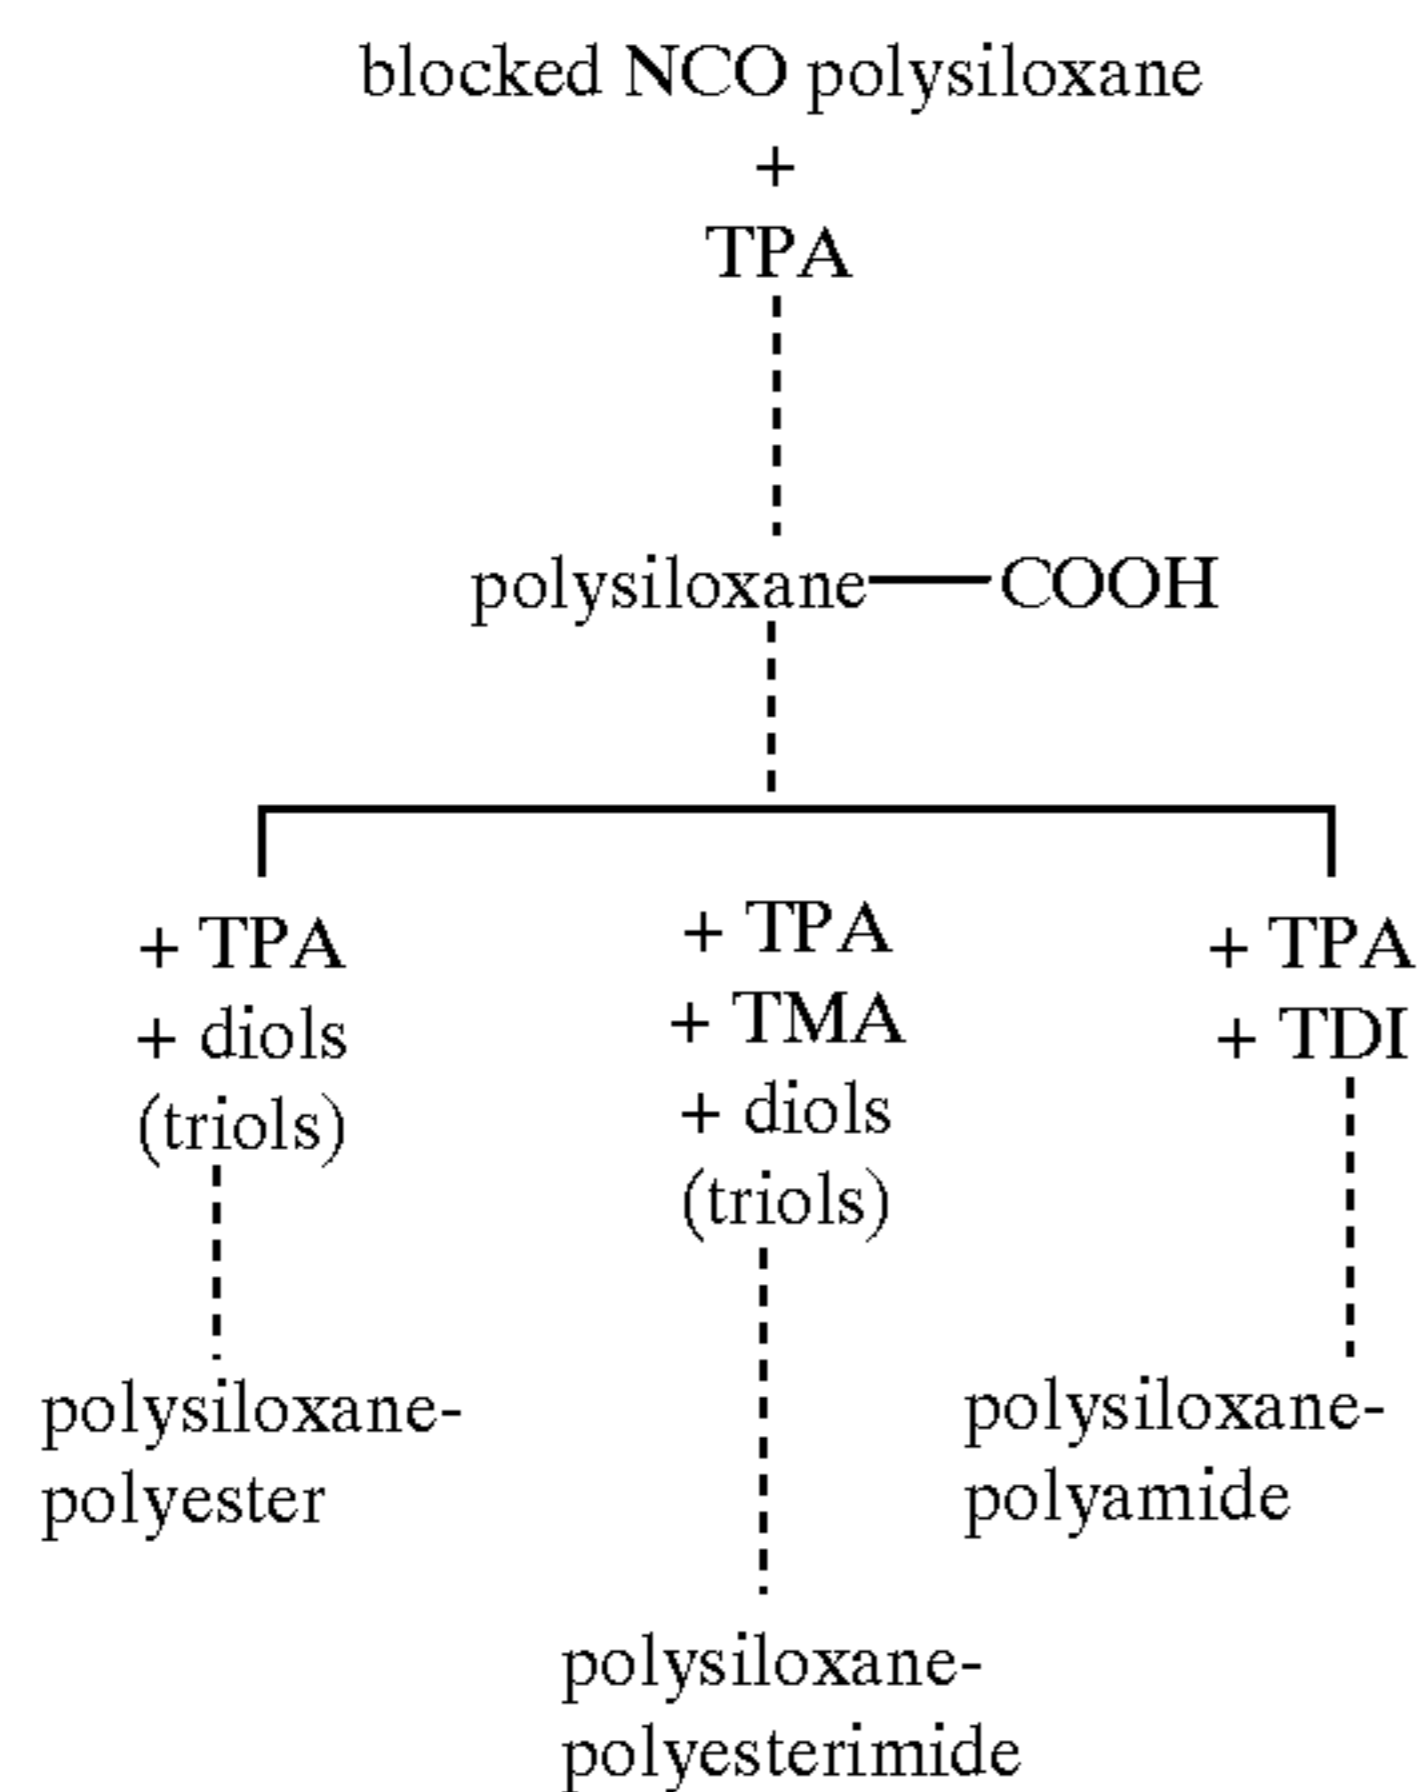 blocked NCO polysiloxane
+
TPA
polysiloxane—COOH
+ TPA
+ diols
(triols)
polysiloxane-
polyester
+ TPA
+ TMA
+ diols
(triols)
polysiloxane-
polyesterimide
+ TPA
+ TDI
polysiloxane-
polyamide